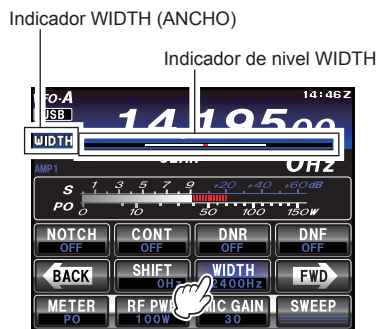 Indicador WIDTH (ANCHO)
Indicador de nivel WIDTH
VFO-A
14:46Z
USB
14,19500
WIDTH
0Hz
AMP1
S 1 3 5 7 9 +20 +40 +60dB
PO 0 10 50 100 150W
NOTCH CONT DNR DNF
OFF OFF OFF OFF
BACK SHIFT WIDTH FWD
0Hz 2400Hz
METER RF PWR MIC GAIN SWEEP
PO 100W 30